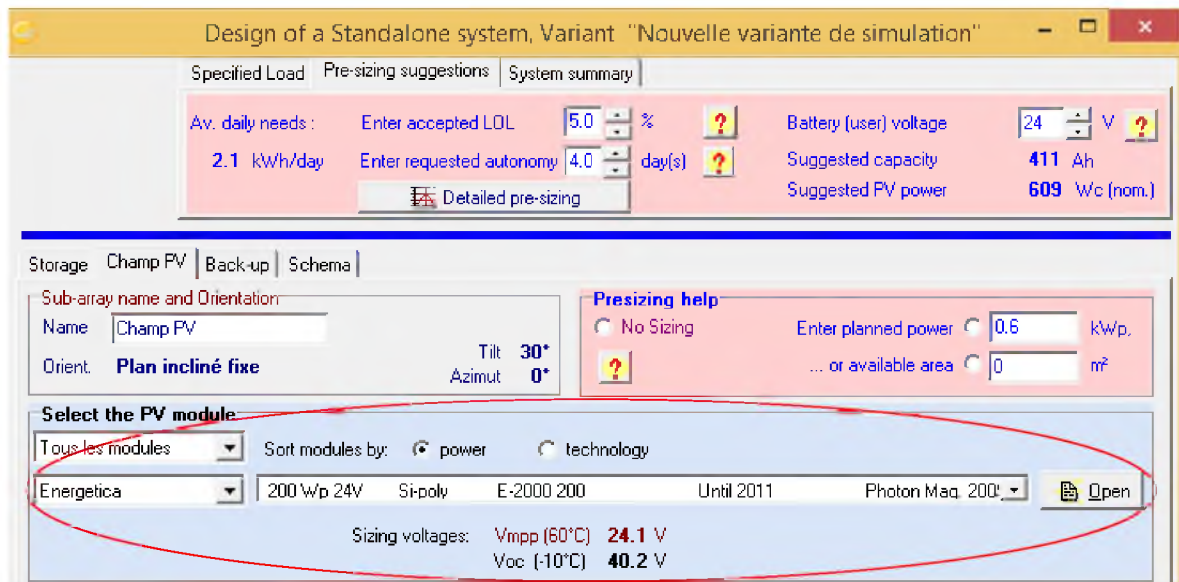 Design of a Standalone system, Variant "Nouvelle variante de simulation"
Specified Load Pre-sizing suggestions System summary
Av. daily needs : Enter accepted LOL 5.0 % ? Battery (user) voltage 24 V ?
2.1 kWh/day Enter requested autonomy 4.0 day(s) ? Suggested capacity 411 Ah
Detailed pre-sizing Suggested PV power 609 Wc (nom.)
Storage Champ PV Back-up Schema
Sub-array name and Orientation
Name Champ PV
Orient. Plan incliné fixe Tilt 30°
Azimut 0°
Presizing help
No Sizing Enter planned power 0.6 kWp,
? ... or available area 0 m²
Select the PV module
Tous les modules Sort modules by: power technology
Energetica 200 Wp 24V Si-poly E-2000 200 Until 2011 Photon Mag. 200 Open
Sizing voltages: Vmpp (60°C) 24.1 V
Voc (-10°C) 40.2 V